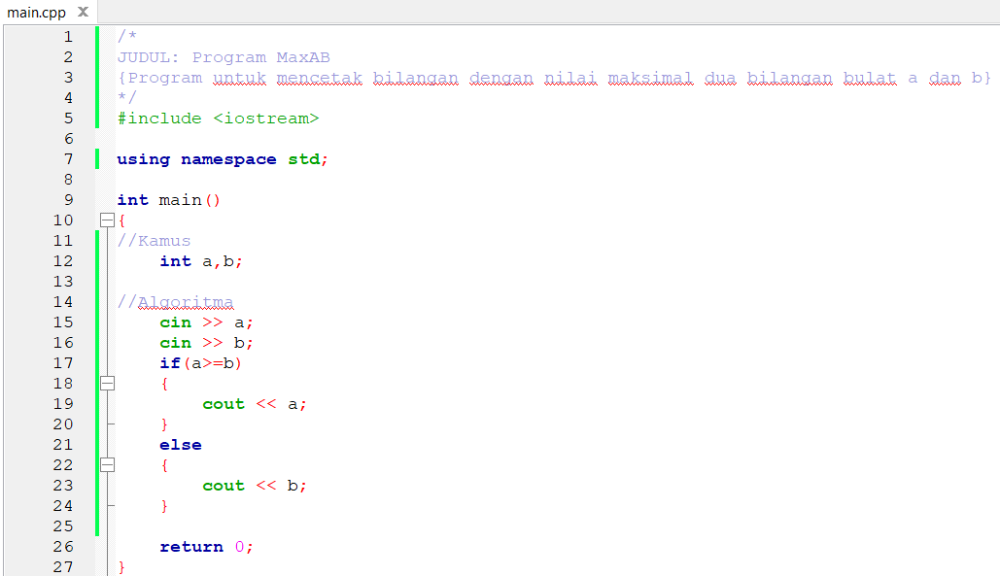 main.cpp X
1 /*
2 JUDUL: Program MaxAB
3 {Program untuk mencetak bilangan dengan nilai maksimal dua bilangan bulat a dan b}
4 */
5 #include <iostream>
6
7 using namespace std;
8
9 int main()
10 {
11 //Kamus
12     int a,b;
13
14 //Algoritma
15     cin >> a;
16     cin >> b;
17     if(a>=b)
18     {
19         cout << a;
20     }
21     else
22     {
23         cout << b;
24     }
25
26     return 0;
27 }